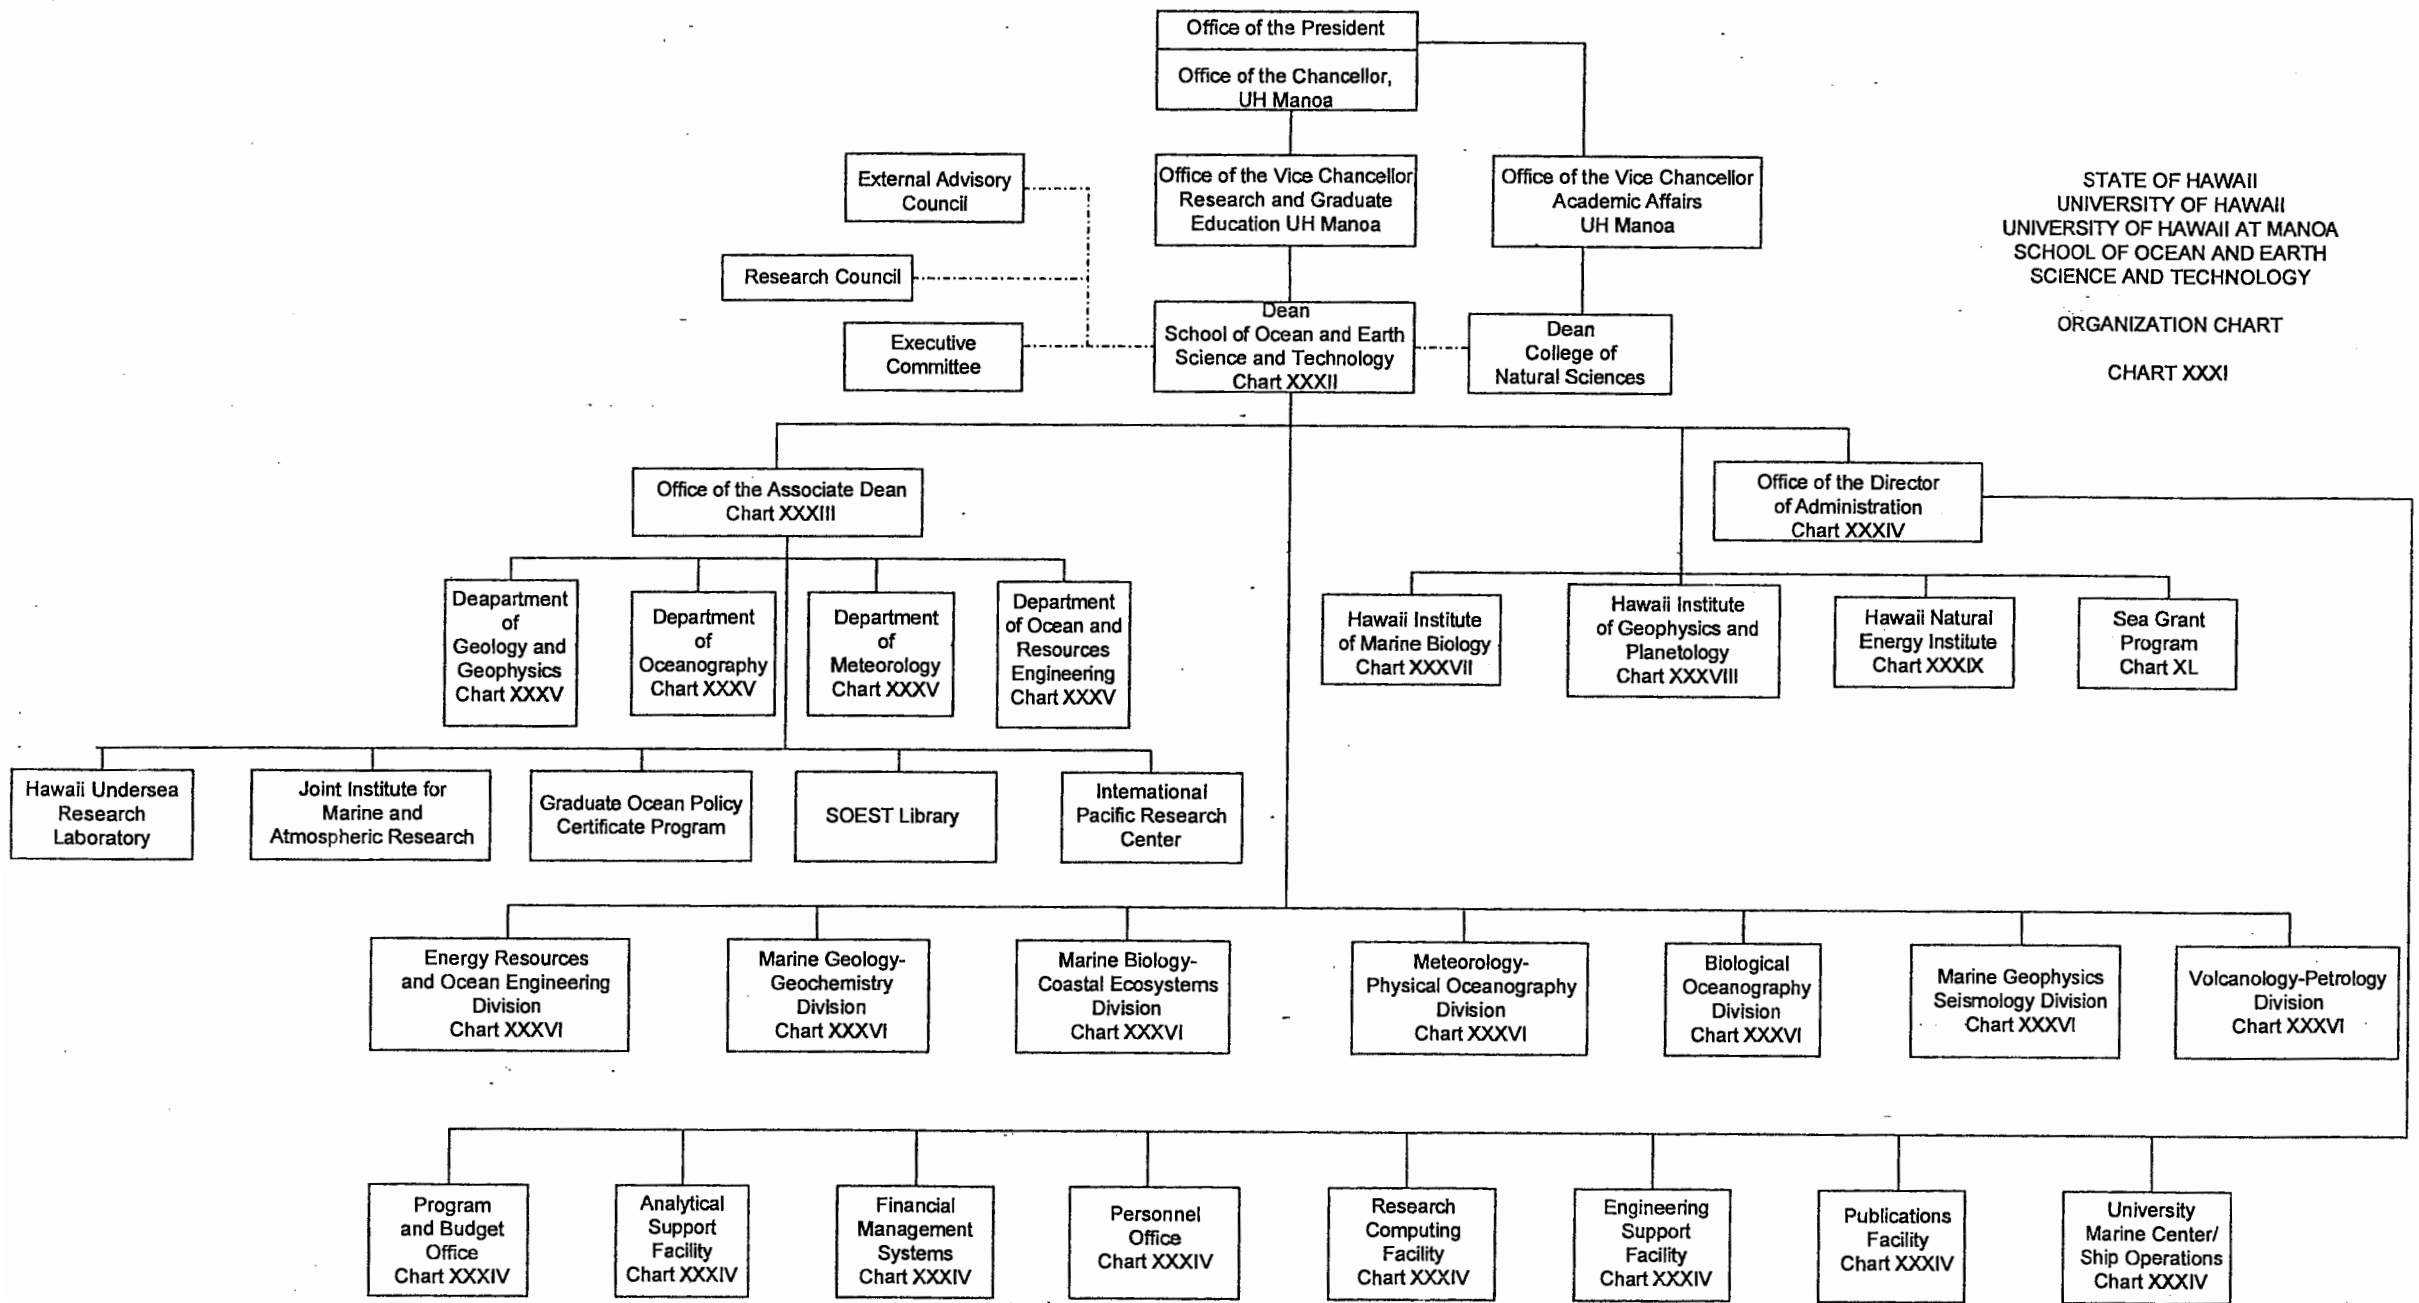 Office of the President
Office of the Chancellor,
UH Manoa
External Advisory
Council
Office of the Vice Chancellor
Research and Graduate
Education UH Manoa
Office of the Vice Chancellor
Academic Affairs
UH Manoa
STATE OF HAWAII
UNIVERSITY OF HAWAII
UNIVERSITY OF HAWAII AT MANOA
SCHOOL OF OCEAN AND EARTH
SCIENCE AND TECHNOLOGY
ORGANIZATION CHART
CHART XXXI
Research Council
Executive
Committee
Dean
School of Ocean and Earth
Science and Technology
Chart XXXII
Dean
College of
Natural Sciences
Office of the Associate Dean
Chart XXXIII
Office of the Director
of Administration
Chart XXXIV
Deapartment
of
Geology and
Geophysics
Chart XXXV
Department
of
Oceanography
Chart XXXV
Department
of
Meteorology
Chart XXXV
Department
of Ocean and
Resources
Engineering
Chart XXXV
Hawaii Institute
of Marine Biology
Chart XXXVII
Hawaii Institute
of Geophysics and
Planetology
Chart XXXVIII
Hawaii Natural
Energy Institute
Chart XXXIX
Sea Grant
Program
Chart XL
Hawaii Undersea
Research
Laboratory
Joint Institute for
Marine and
Atmospheric Research
Graduate Ocean Policy
Certificate Program
SOEST Library
International
Pacific Research
Center
Energy Resources
and Ocean Engineering
Division
Chart XXXVI
Marine Geology-
Geochemistry
Division
Chart XXXVI
Marine Biology-
Coastal Ecosystems
Division
Chart XXXVI
Meteorology-
Physical Oceanography
Division
Chart XXXVI
Biological
Oceanography
Division
Chart XXXVI
Marine Geophysics
Seismology Division
Chart XXXVI
Volcanology-Petrology
Division
Chart XXXVI
Program
and Budget
Office
Chart XXXIV
Analytical
Support
Facility
Chart XXXIV
Financial
Management
Systems
Chart XXXIV
Personnel
Office
Chart XXXIV
Research
Computing
Facility
Chart XXXIV
Engineering
Support
Facility
Chart XXXIV
Publications
Facility
Chart XXXIV
University
Marine Center/
Ship Operations
Chart XXXIV